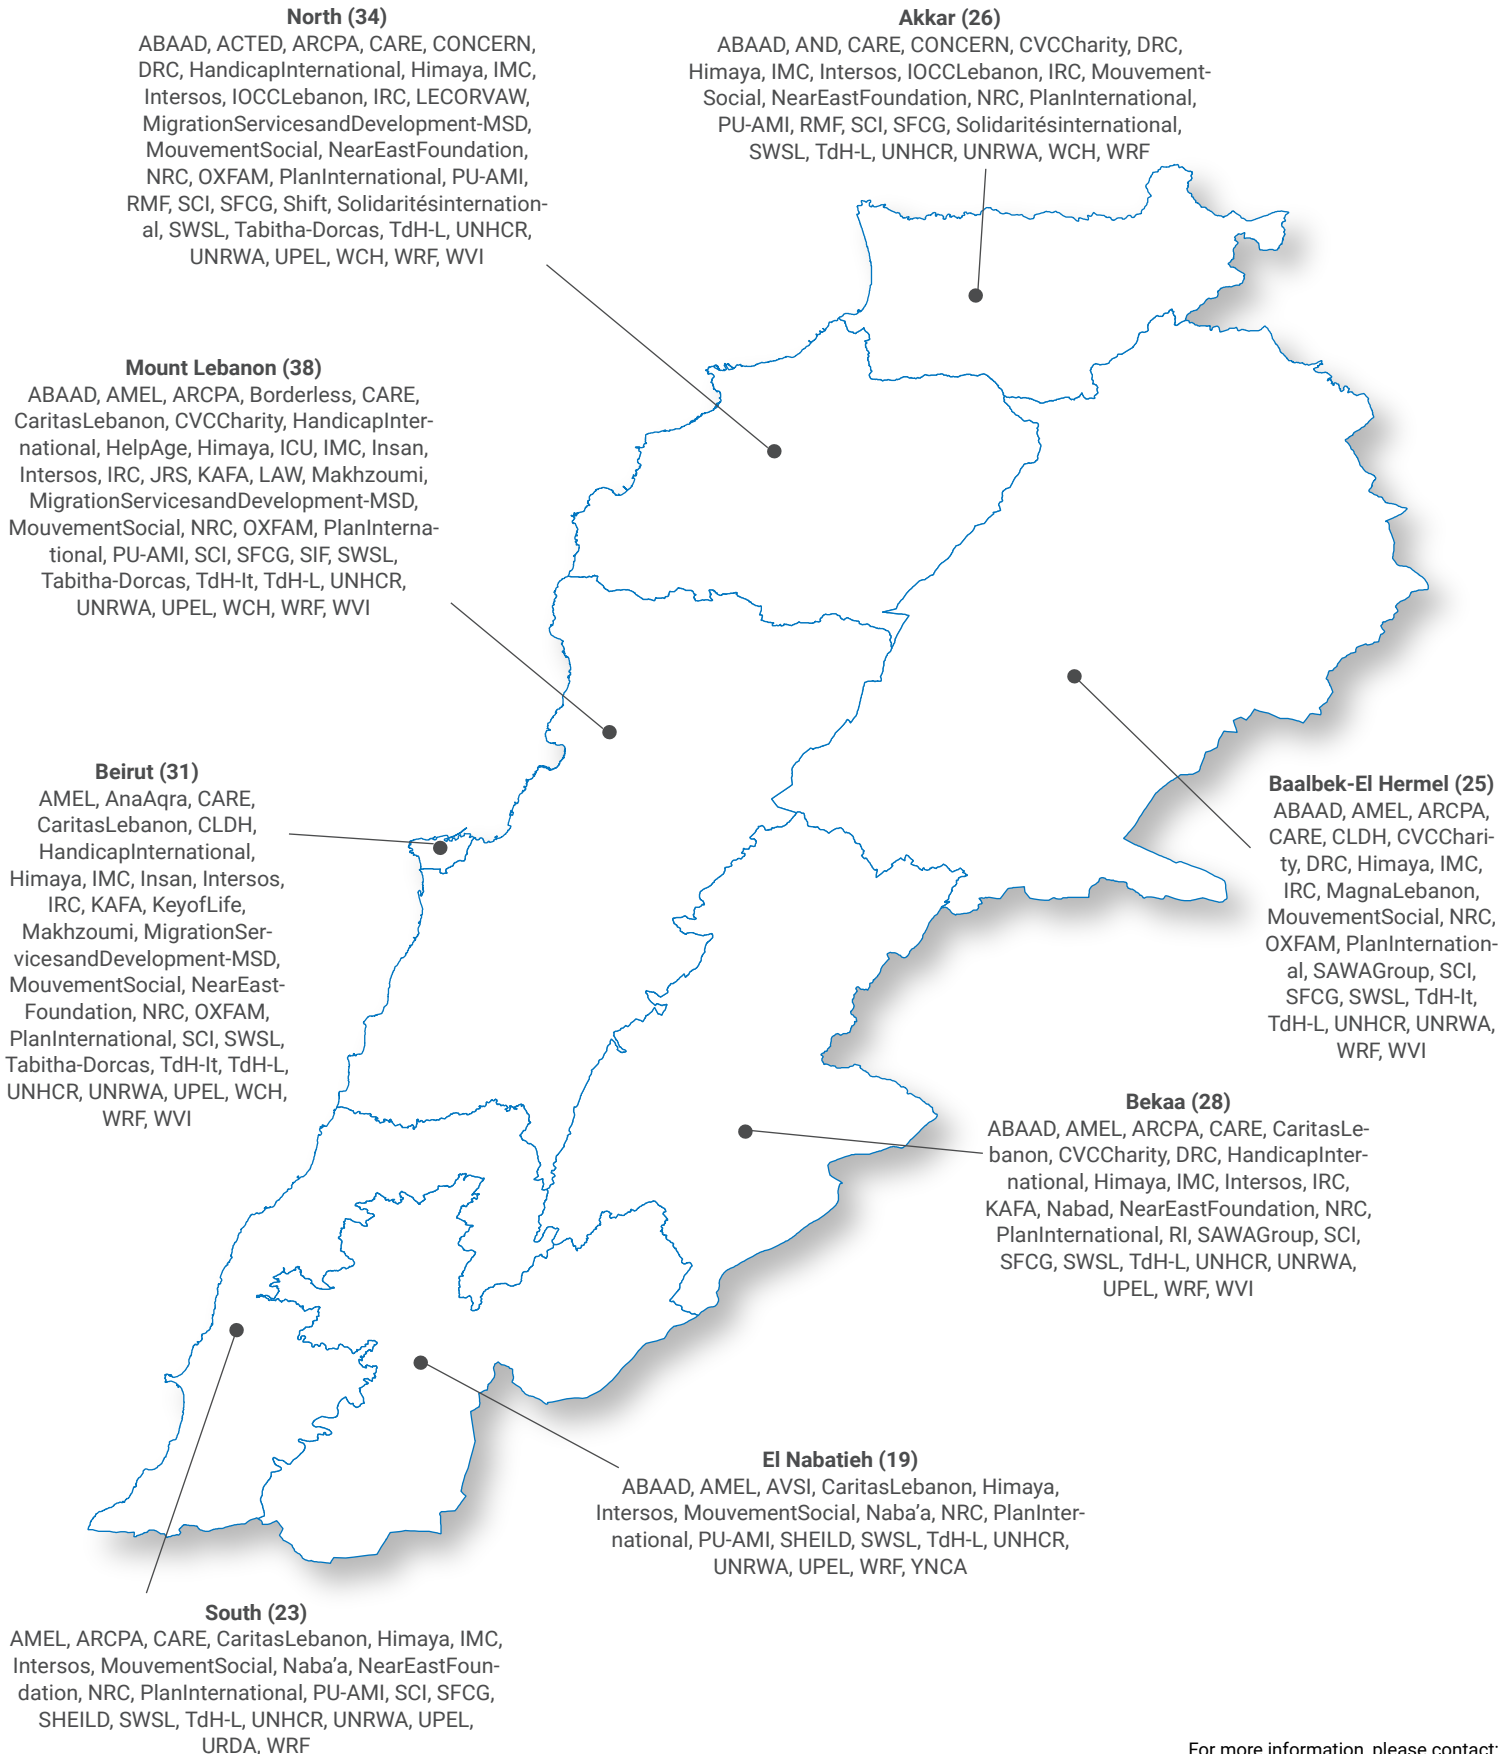 North (34)
ABAAD, ACTED, ARCPA, CARE, CONCERN,
DRC, HandicapInternational, Himaya, IMC,
Intersos, IOCCLebanon, IRC, LECORVAW,
MigrationServicesandDevelopment-MSD,
MouvementSocial, NearEastFoundation,
NRC, OXFAM, PlanInternational, PU-AMI,
RMF, SCI, SFCG, Shift, Solidaritésinternation-
al, SWSL, Tabitha-Dorcas, TdH-L, UNHCR,
UNRWA, UPEL, WCH, WRF, WVI
Akkar (26)
ABAAD, AND, CARE, CONCERN, CVCCharity, DRC,
Himaya, IMC, Intersos, IOCCLebanon, IRC, Mouvement-
Social, NearEastFoundation, NRC, PlanInternational,
PU-AMI, RMF, SCI, SFCG, Solidaritésinternational,
SWSL, TdH-L, UNHCR, UNRWA, WCH, WRF
Mount Lebanon (38)
ABAAD, AMEL, ARCPA, Borderless, CARE,
CaritasLebanon, CVCCharity, HandicapInter-
national, HelpAge, Himaya, ICU, IMC, Insan,
Intersos, IRC, JRS, KAFA, LAW, Makhzoumi,
MigrationServicesandDevelopment-MSD,
MouvementSocial, NRC, OXFAM, PlanInterna-
tional, PU-AMI, SCI, SFCG, SIF, SWSL,
Tabitha-Dorcas, TdH-It, TdH-L, UNHCR,
UNRWA, UPEL, WCH, WRF, WVI
Beirut (31)
AMEL, AnaAqra, CARE,
CaritasLebanon, CLDH,
HandicapInternational,
Himaya, IMC, Insan, Intersos,
IRC, KAFA, KeyofLife,
Makhzoumi, MigrationSer-
vicesandDevelopment-MSD,
MouvementSocial, NearEast-
Foundation, NRC, OXFAM,
PlanInternational, SCI, SWSL,
Tabitha-Dorcas, TdH-It, TdH-L,
UNHCR, UNRWA, UPEL, WCH,
WRF, WVI
Baalbek-El Hermel (25)
ABAAD, AMEL, ARCPA,
CARE, CLDH, CVCChari-
ty, DRC, Himaya, IMC,
IRC, MagnaLebanon,
MouvementSocial, NRC,
OXFAM, PlanInternation-
al, SAWAGroup, SCI,
SFCG, SWSL, TdH-It,
TdH-L, UNHCR, UNRWA,
WRF, WVI
Bekaa (28)
ABAAD, AMEL, ARCPA, CARE, CaritasLe-
banon, CVCCharity, DRC, HandicapInter-
national, Himaya, IMC, Intersos, IRC,
KAFA, Nabad, NearEastFoundation, NRC,
PlanInternational, RI, SAWAGroup, SCI,
SFCG, SWSL, TdH-L, UNHCR, UNRWA,
UPEL, WRF, WVI
El Nabatieh (19)
ABAAD, AMEL, AVSI, CaritasLebanon, Himaya,
Intersos, MouvementSocial, Naba’a, NRC, PlanInter-
national, PU-AMI, SHEILD, SWSL, TdH-L, UNHCR,
UNRWA, UPEL, WRF, YNCA
South (23)
AMEL, ARCPA, CARE, CaritasLebanon, Himaya, IMC,
Intersos, MouvementSocial, Naba’a, NearEastFoun-
dation, NRC, PlanInternational, PU-AMI, SCI, SFCG,
SHEILD, SWSL, TdH-L, UNHCR, UNRWA, UPEL,
URDA, WRF
For more information, please contact: